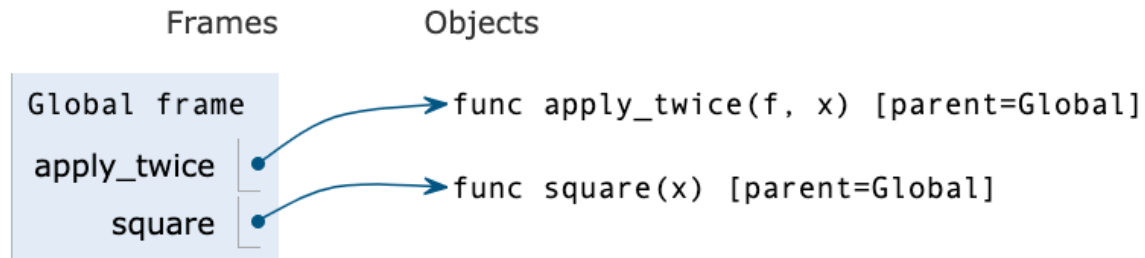 Frames Objects
Global frame func apply_twice(f, x) [parent=Global]
apply_twice
func square(x) [parent=Global]
square